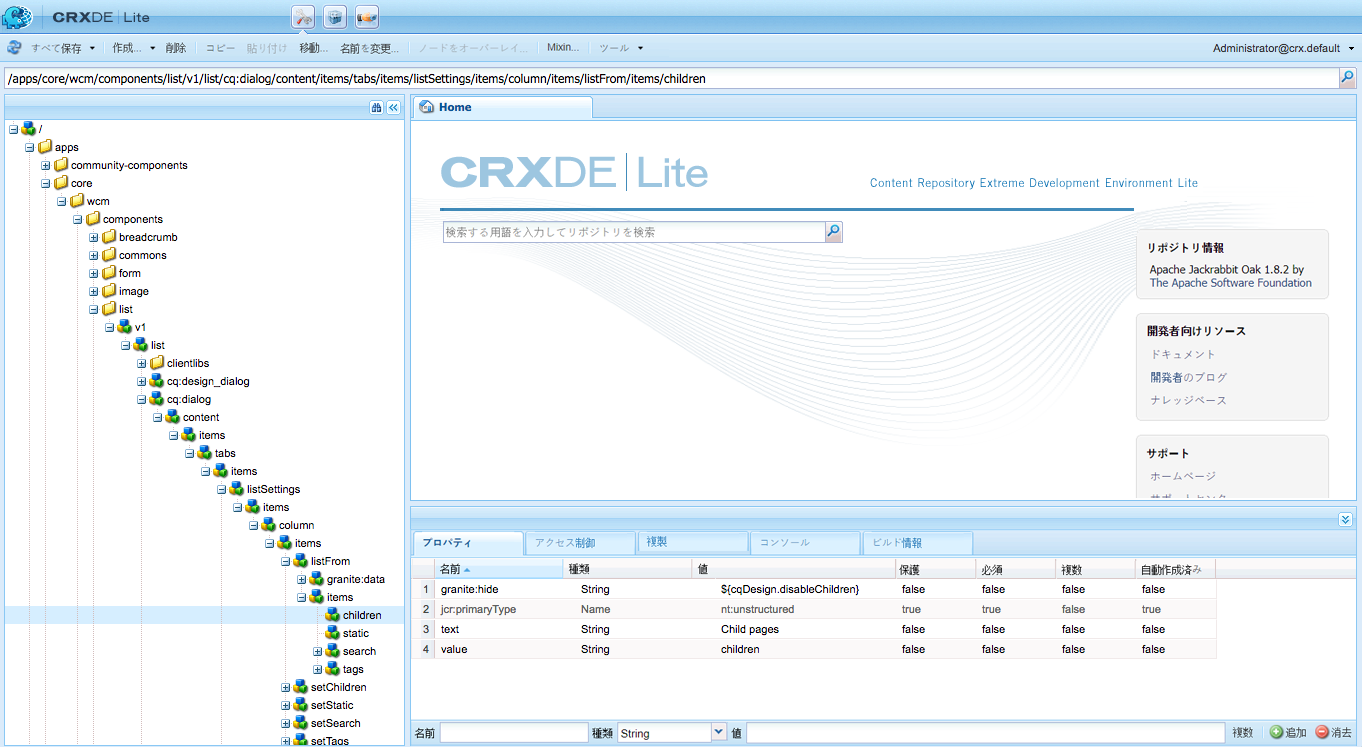 CRXDE | Lite
すべて保存 作成... 削除 コピー 貼り付け 移動... 名前を変更... ノードをオーバーレイ... Mixin... ツール Administrator@crx.default
/apps/core/wcm/components/list/v1/list/cq:dialog/content/items/tabs/items/listSettings/items/column/items/listFrom/items/children
/
apps
community-components
core
wcm
components
breadcrumb
commons
form
image
list
v1
list
clientlibs
cq:design_dialog
cq:dialog
content
items
tabs
items
listSettings
items
column
items
listFrom
granite:data
items
children
static
search
tags
setChildren
setStatic
setSearch
setTags
Home
CRXDE | Lite
Content Repository Extreme Development Environment Lite
検索する用語を入力してリポジトリを検索
リポジトリ情報
Apache Jackrabbit Oak 1.8.2 by
The Apache Software Foundation
開発者向けリソース
ドキュメント
開発者のブログ
ナレッジベース
サポート
ホームページ
サポートセンター
プロパティ アクセス制御 複製 コンソール ビルド情報
名前 種類 値 保護 必須 複数 自動作成済み
1 granite:hide String ${cqDesign.disableChildren} false false false false
2 jcr:primaryType Name nt:unstructured true true false true
3 text String Child pages false false false false
4 value String children false false false false
名前 種類 String 値 複数 追加 消去